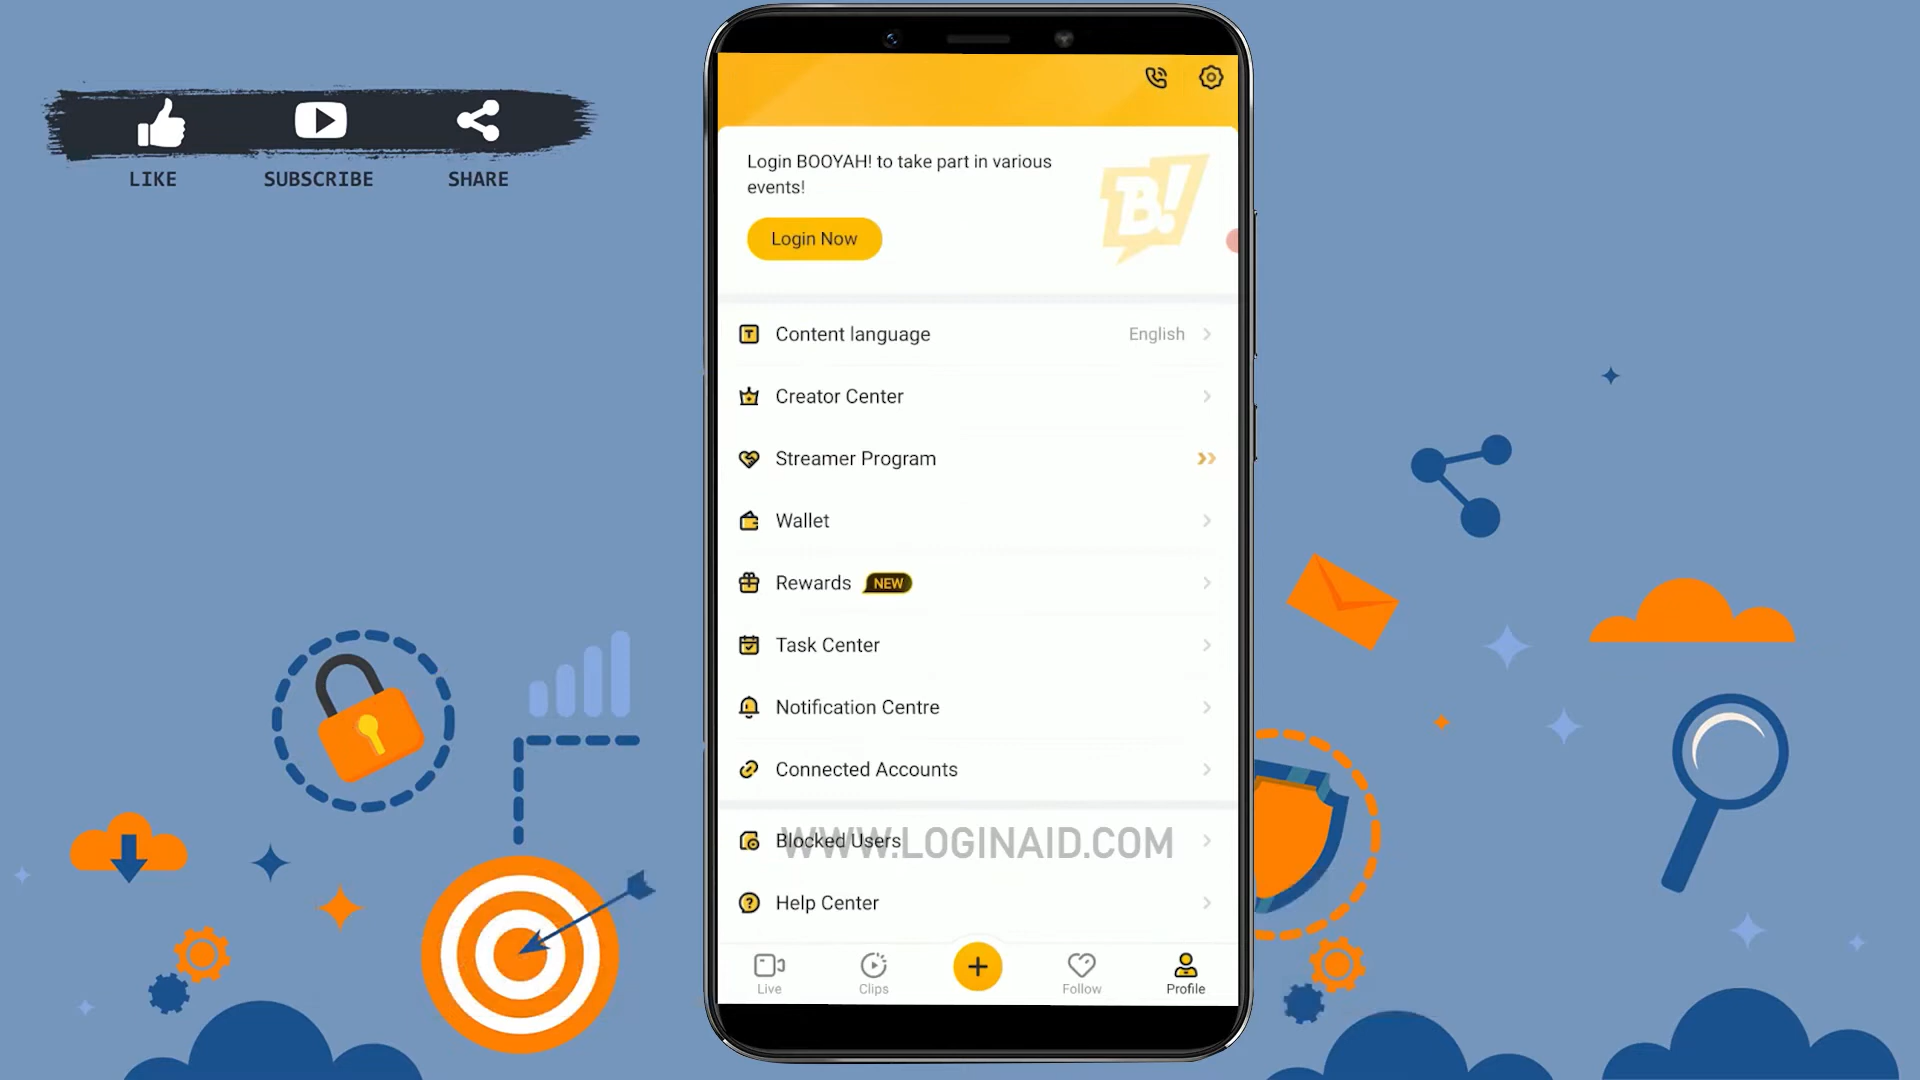 LIKE
SUBSCRIBE
SHARE
Login BOOYAH! to take part in various
events!
B!
Login Now
Content language
English
Creator Center
Streamer Program
Wallet
Rewards
NEW
Task Center
Notification Centre
Connected Accounts
Blocked Users
WWW.LOGINAID.COM
Help Center
Live
Clips
Follow
Profile